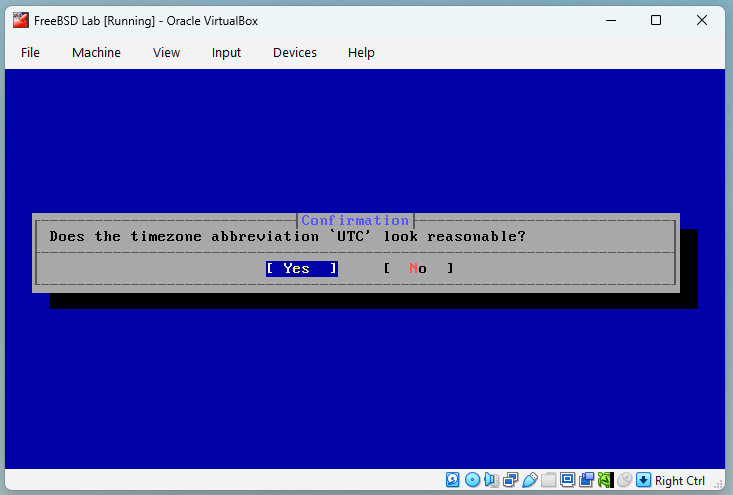 FreeBSD Lab [Running] - Oracle VirtualBox
File Machine View Input Devices Help
Confirmation
Does the timezone abbreviation `UTC' look reasonable?
[ Yes ] [ No ]
Right Ctrl